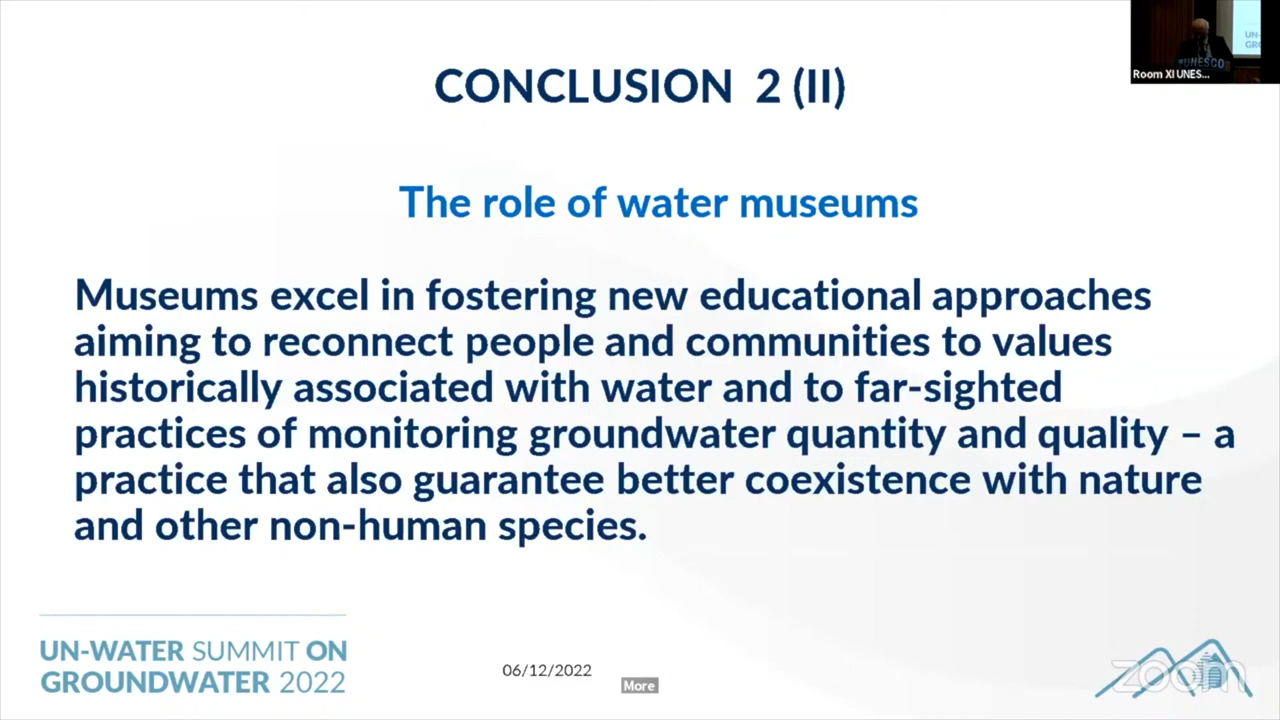 CONCLUSION 2 (II)
UN-
GR
#UNESCO
Room XI UNES...
The role of water museums
Museums excel in fostering new educational approaches
aiming to reconnect people and communities to values
historically associated with water and to far-sighted
practices of monitoring groundwater quantity and quality – a
practice that also guarantee better coexistence with nature
and other non-human species.
UN-WATER SUMMIT ON
GROUNDWATER 2022
06/12/2022
More
zoom